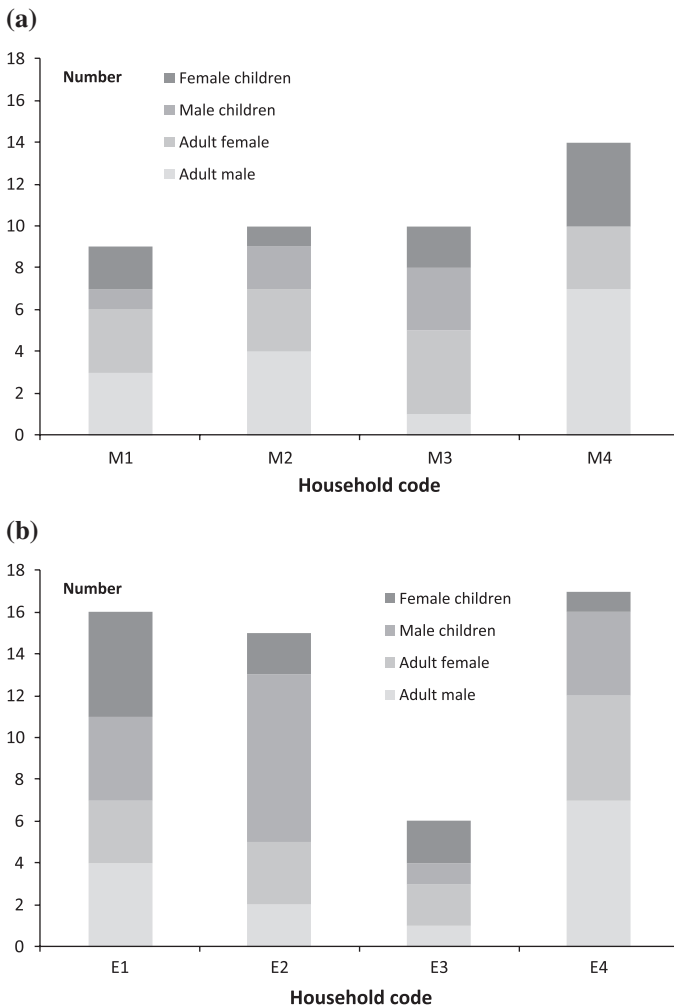 (a)
18
Number
Female children
16
Male children
14
Adult female
12
Adult male
10
8
6
4
2
0
M1 M2 M3 M4
Household code
(b)
18
Number
Female children
16
Male children
14
Adult female
12
Adult male
10
8
6
4
2
0
E1 E2 E3 E4
Household code